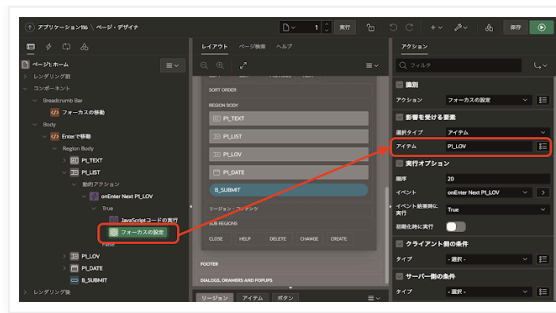 アプリケーション116 \ ページ・デザイナ
1
実行
保存
ページ1: ホーム
レンダリング前
コンポーネント
Breadcrumb Bar
フォーカスの移動
Body
Enterで移動
Region Body
P1_TEXT
P1_LIST
動的アクション
onEnter Next P1_LOV
True
JavaScriptコードの実行
フォーカスの設定
False
P1_LOV
P1_DATE
B_SUBMIT
レンダリング後
レイアウト
ページ検索
ヘルプ
SORT ORDER
REGION BODY
P1_TEXT
P1_LIST
P1_LOV
P1_DATE
B_SUBMIT
リージョン・コンテンツ
SUB REGIONS
CLOSE
HELP
DELETE
CHANGE
CREATE
FOOTER
DIALOGS, DRAWERS AND POPUPS
リージョン
アイテム
ボタン
アクション
フィルタ
識別
アクション
フォーカスの設定
影響を受ける要素
選択タイプ
アイテム
アイテム
P1_LOV
実行オプション
順序
20
イベント
onEnter Next P1_LOV
イベント結果時に
実行
True
初期化時に実行
クライアント側の条件
タイプ
- 選択 -
サーバー側の条件
タイプ
- 選択 -